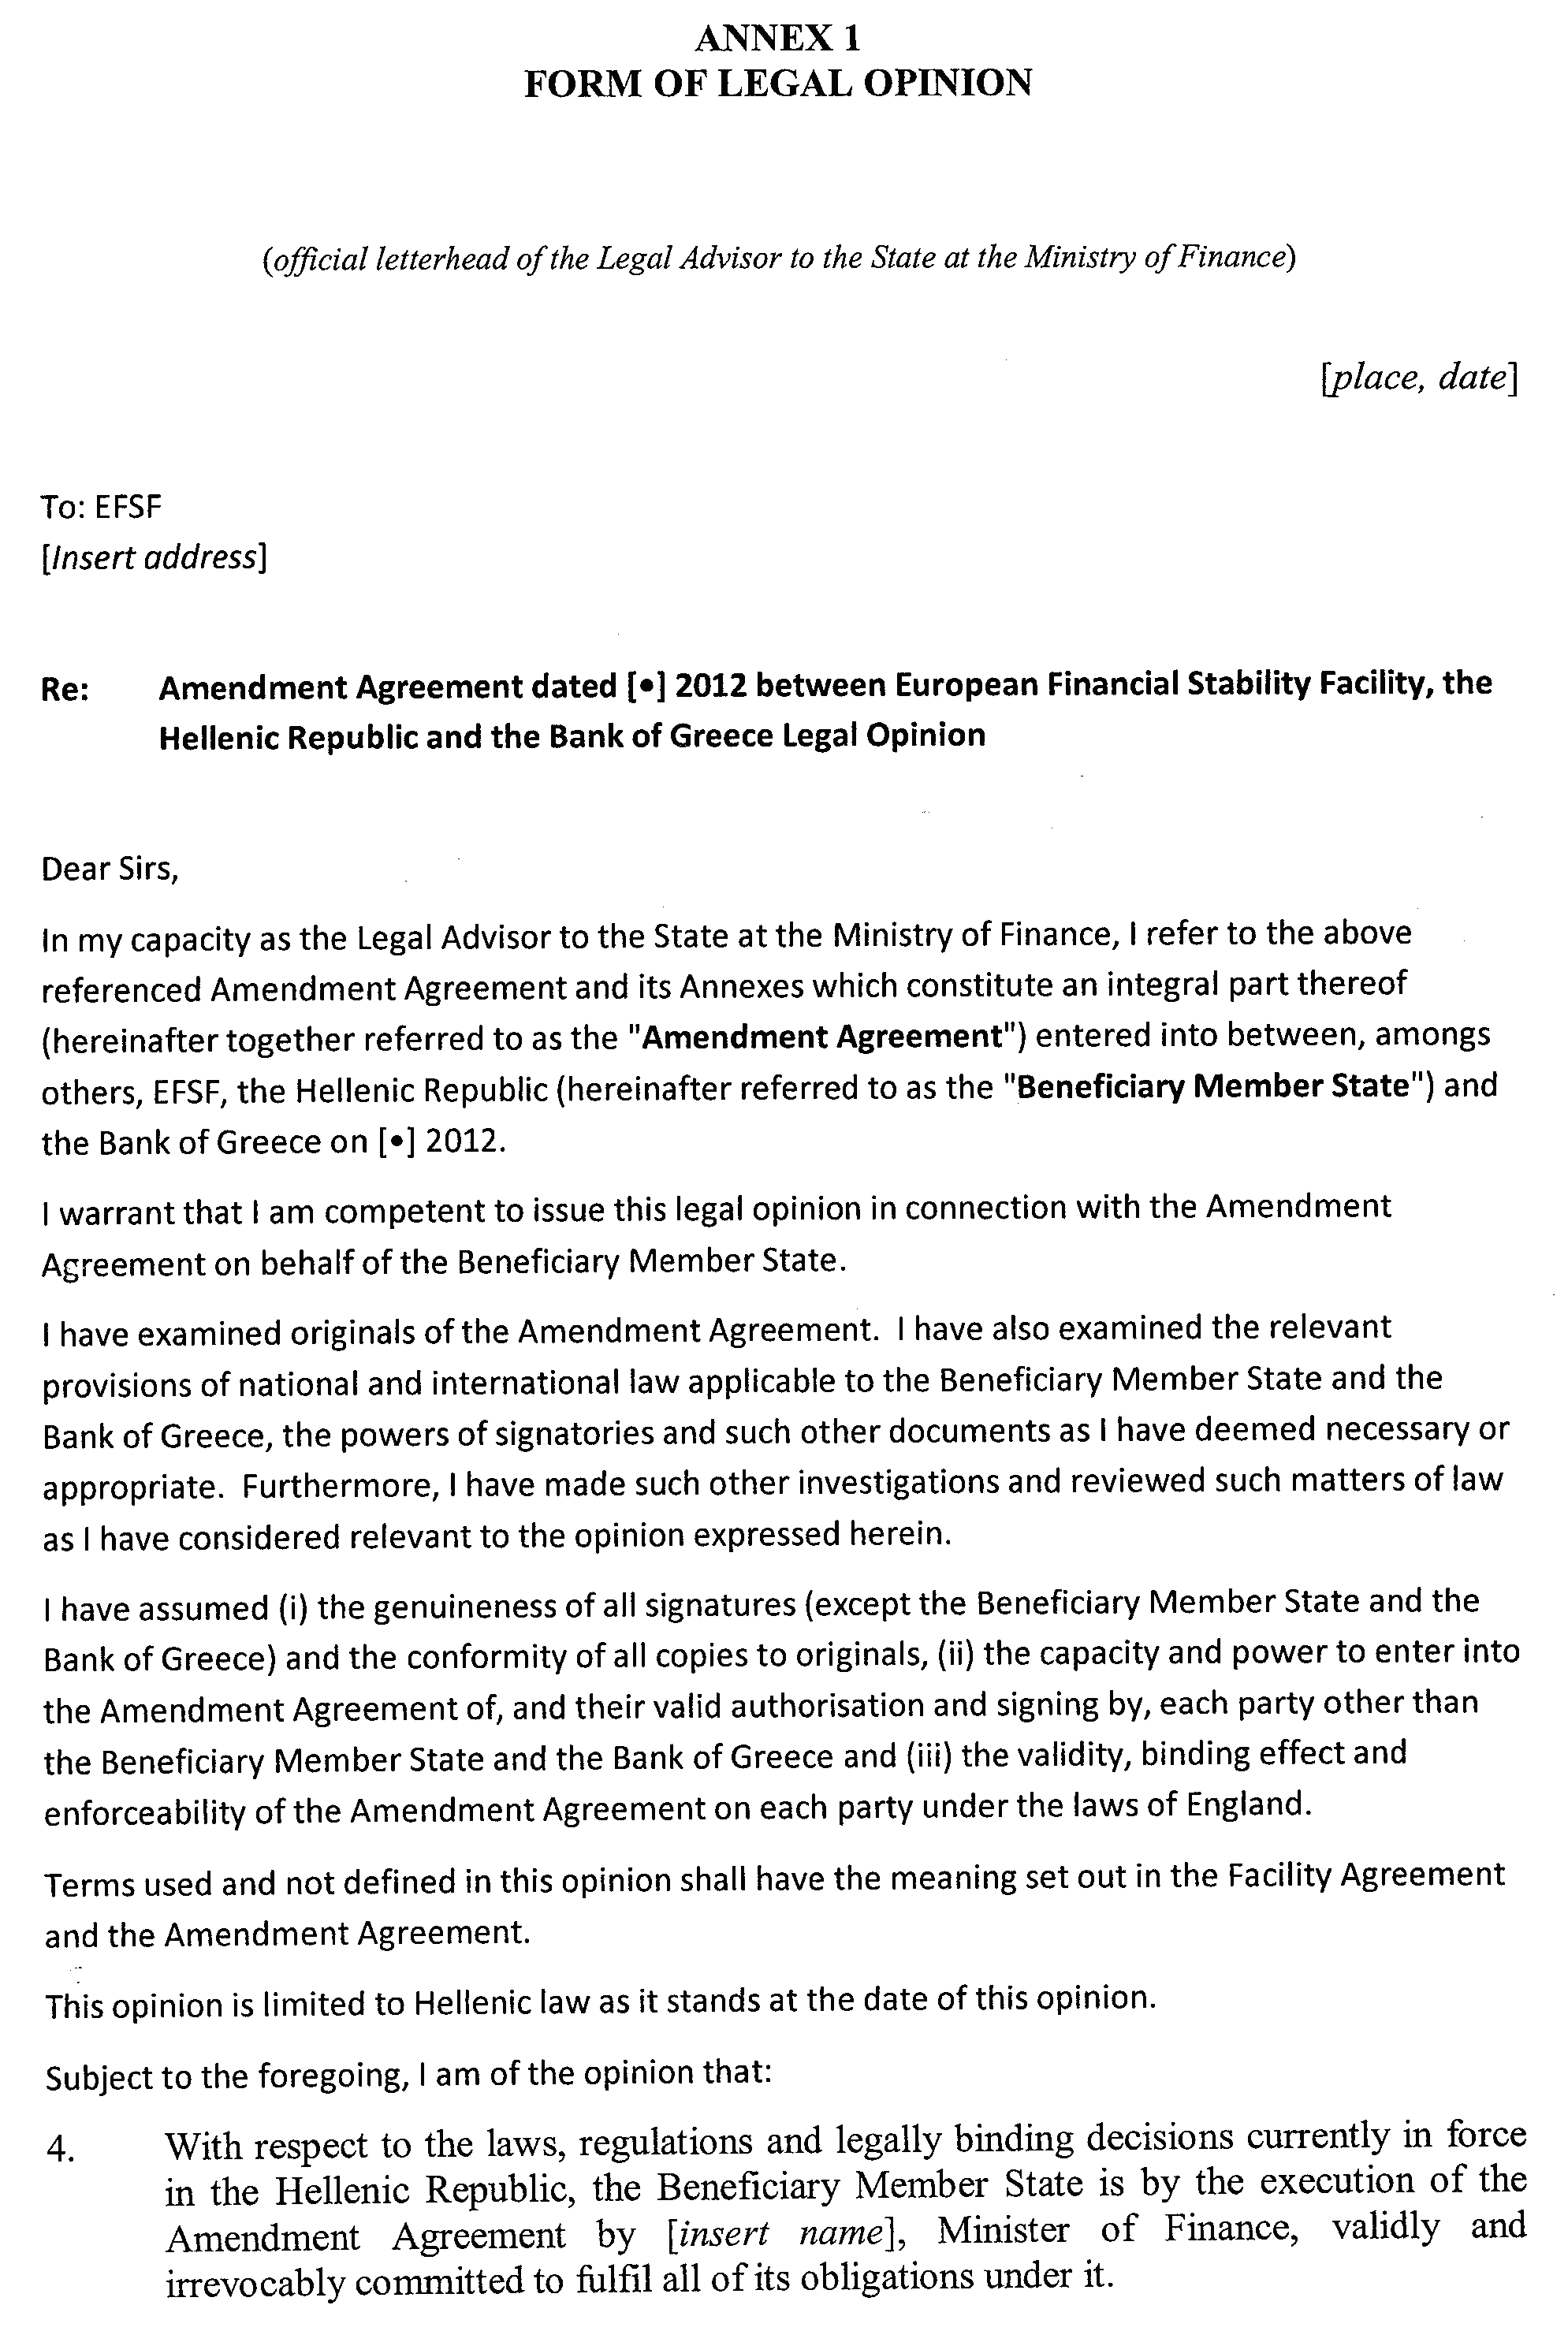 ANNEX 1
FORM OF LEGAL OPINION
(official letterhead of the Legal Advisor to the State at the Ministry of Finance)
[place, date]
To: EFSF
[Insert address]
Re: Amendment Agreement dated [•] 2012 between European Financial Stability Facility, the
Hellenic Republic and the Bank of Greece Legal Opinion
Dear Sirs,
In my capacity as the Legal Advisor to the State at the Ministry of Finance, I refer to the above
referenced Amendment Agreement and its Annexes which constitute an integral part thereof
(hereinafter together referred to as the "Amendment Agreement") entered into between, amongs
others, EFSF, the Hellenic Republic (hereinafter referred to as the "Beneficiary Member State") and
the Bank of Greece on [•] 2012.
I warrant that I am competent to issue this legal opinion in connection with the Amendment
Agreement on behalf of the Beneficiary Member State.
I have examined originals of the Amendment Agreement. I have also examined the relevant
provisions of national and international law applicable to the Beneficiary Member State and the
Bank of Greece, the powers of signatories and such other documents as I have deemed necessary or
appropriate. Furthermore, I have made such other investigations and reviewed such matters of law
as I have considered relevant to the opinion expressed herein.
I have assumed (i) the genuineness of all signatures (except the Beneficiary Member State and the
Bank of Greece) and the conformity of all copies to originals, (ii) the capacity and power to enter into
the Amendment Agreement of, and their valid authorisation and signing by, each party other than
the Beneficiary Member State and the Bank of Greece and (iii) the validity, binding effect and
enforceability of the Amendment Agreement on each party under the laws of England.
Terms used and not defined in this opinion shall have the meaning set out in the Facility Agreement
and the Amendment Agreement.
This opinion is limited to Hellenic law as it stands at the date of this opinion.
Subject to the foregoing, I am of the opinion that:
4. With respect to the laws, regulations and legally binding decisions currently in force
in the Hellenic Republic, the Beneficiary Member State is by the execution of the
Amendment Agreement by [insert name], Minister of Finance, validly and
irrevocably committed to fulfil all of its obligations under it.